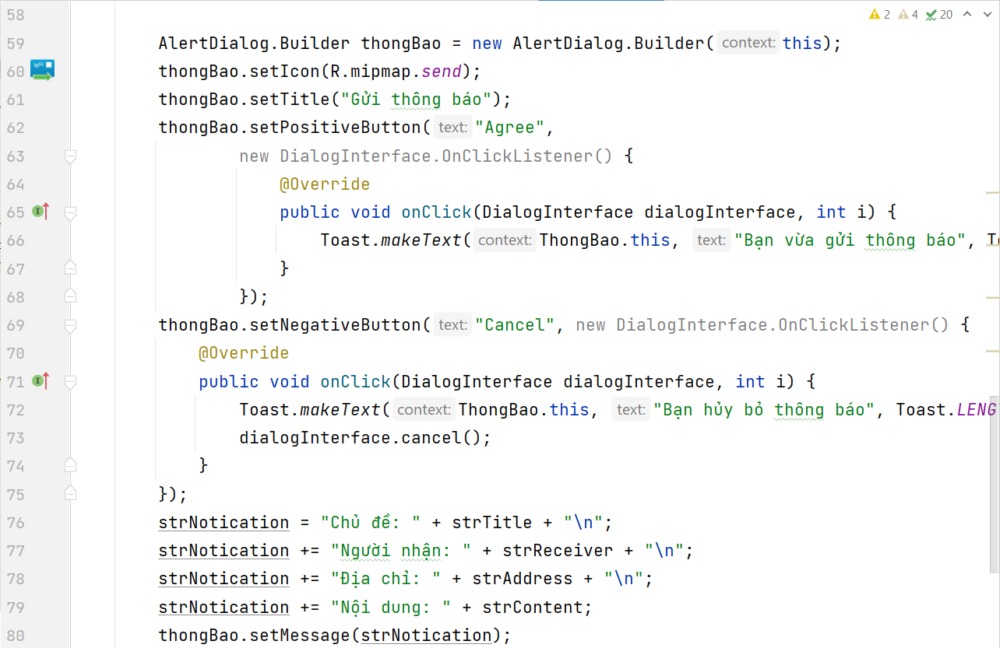 2 4 20
58
59 AlertDialog.Builder thongBao = new AlertDialog.Builder( context: this);
60 thongBao.setIcon(R.mipmap.send);
61 thongBao.setTitle("Gửi thông báo");
62 thongBao.setPositiveButton( text: "Agree",
63 new DialogInterface.OnClickListener() {
64 @Override
65 public void onClick(DialogInterface dialogInterface, int i) {
66 Toast.makeText( context: ThongBao.this, text: "Bạn vừa gửi thông báo",
67 }
68 });
69 thongBao.setNegativeButton( text: "Cancel", new DialogInterface.OnClickListener() {
70 @Override
71 public void onClick(DialogInterface dialogInterface, int i) {
72 Toast.makeText( context: ThongBao.this, text: "Bạn hủy bỏ thông báo", Toast.LENG
73 dialogInterface.cancel();
74 }
75 });
76 strNotication = "Chủ đề: " + strTitle + "\n";
77 strNotication += "Người nhận: " + strReceiver + "\n";
78 strNotication += "Địa chỉ: " + strAddress + "\n";
79 strNotication += "Nội dung: " + strContent;
80 thongBao.setMessage(strNotication);